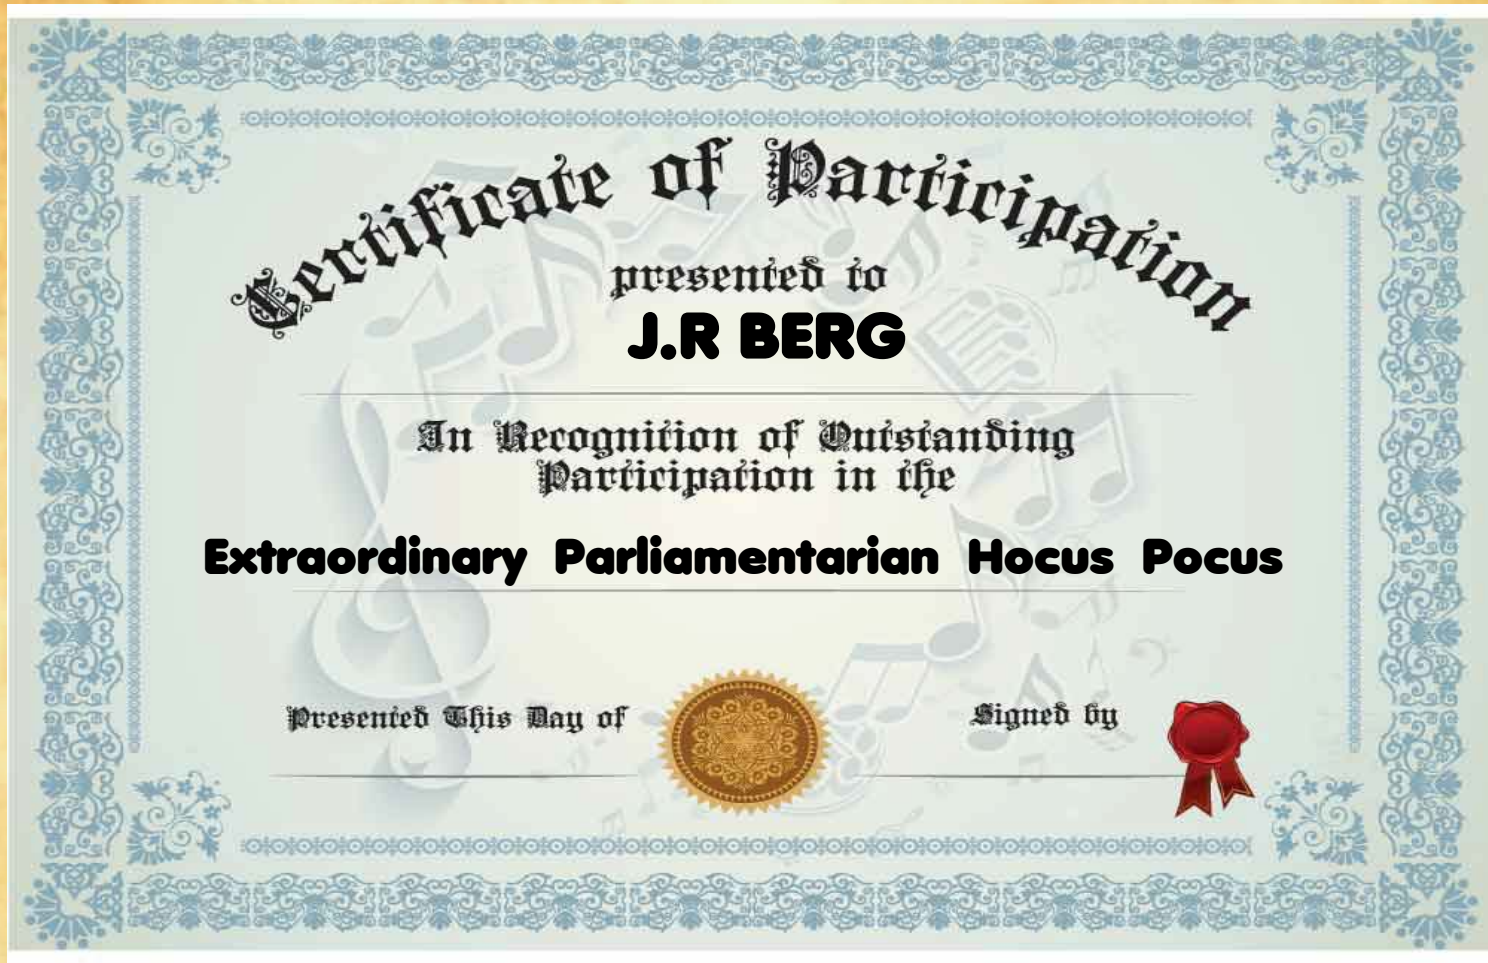 Certificate of Participation
presented to
J.R BERG
In Recognition of Outstanding
Participation in the
Extraordinary Parliamentarian Hocus Pocus
Presented This Day of
Signed by